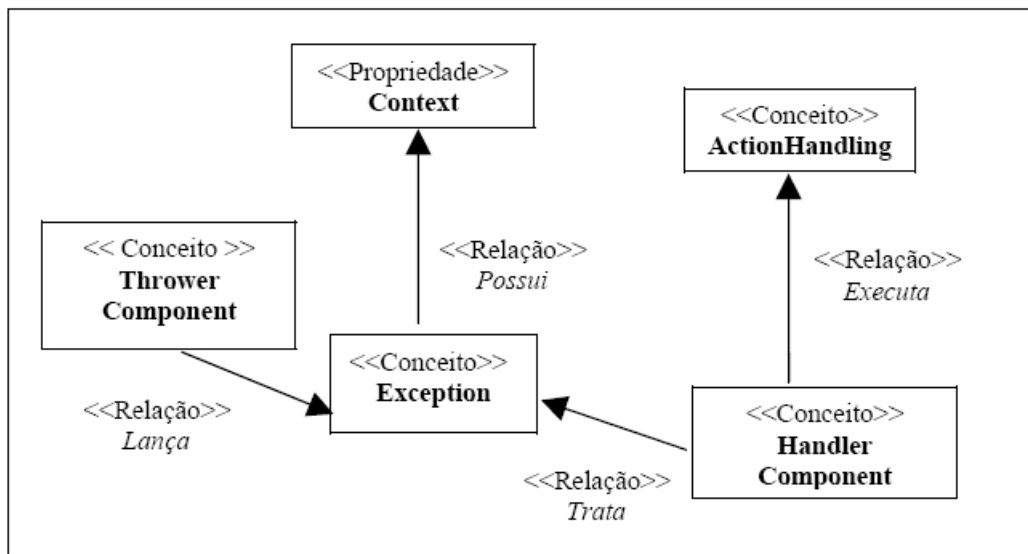 <<Propriedade>>
Context
<<Conceito>>
ActionHandling
<< Conceito >>
Thrower
Component
<<Relação>>
Possui
<<Relação>>
Executa
<<Conceito>>
Exception
<<Relação>>
Lança
<<Conceito>>
Handler
Component
<<Relação>>
Trata